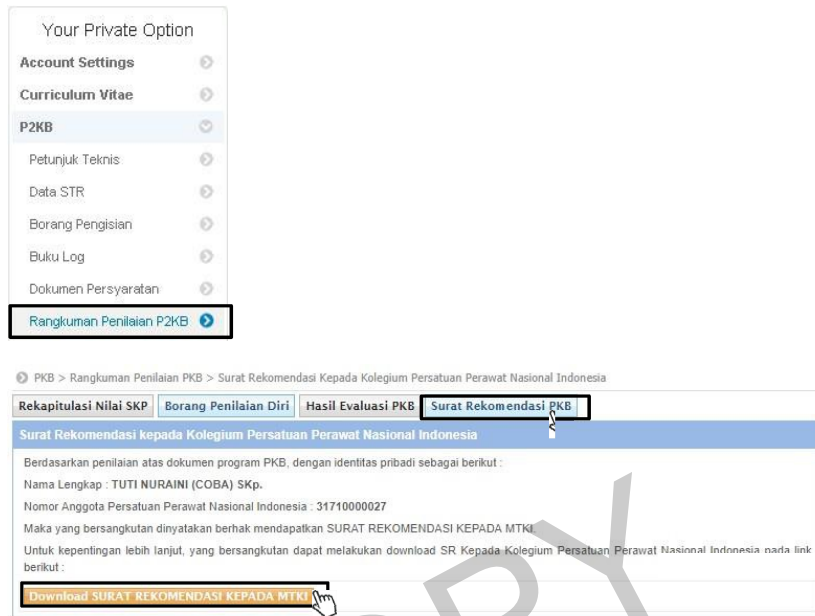 Your Private Option
Account Settings
Curriculum Vitae
P2KB
Petunjuk Teknis
Data STR
Borang Pengisian
Buku Log
Dokumen Persyaratan
Rangkuman Penilaian P2KB
PKB > Rangkuman Penilaian PKB > Surat Rekomendasi Kepada Kolegium Persatuan Perawat Nasional Indonesia
Rekapitulasi Nilai SKP Borang Penilaian Diri Hasil Evaluasi PKB Surat Rekomendasi PKB
Surat Rekomendasi kepada Kolegium Persatuan Perawat Nasional Indonesia
Berdasarkan penilaian atas dokumen program PKB, dengan identitas pribadi sebagai berikut :
Nama Lengkap : TUTI NURAINI (COBA) SKp.
Nomor Anggota Persatuan Perawat Nasional Indonesia : 31710000027
Maka yang bersangkutan dinyatakan berhak mendapatkan SURAT REKOMENDASI KEPADA MTKI.
Untuk kepentingan lebih lanjut, yang bersangkutan dapat melakukan download SR Kepada Kolegium Persatuan Perawat Nasional Indonesia pada link
berikut :
Download SURAT REKOMENDASI KEPADA MTKI